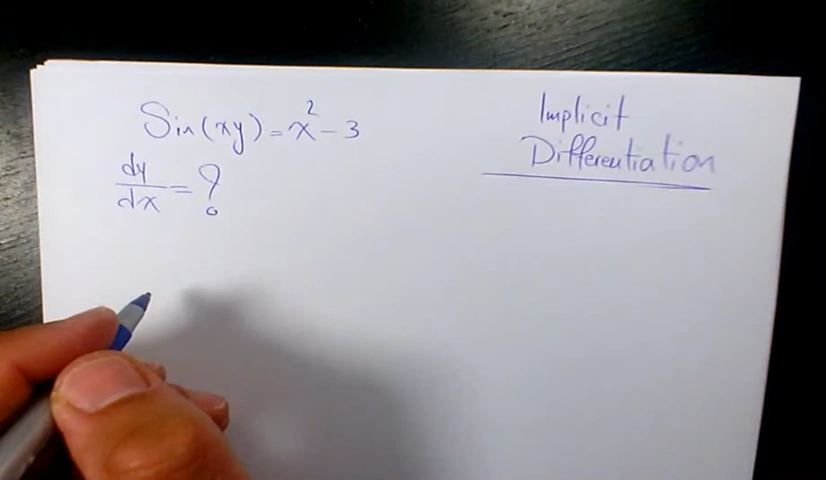 Sin(xy) = x² - 3
dy/dx = ?
Implicit
Differentiation